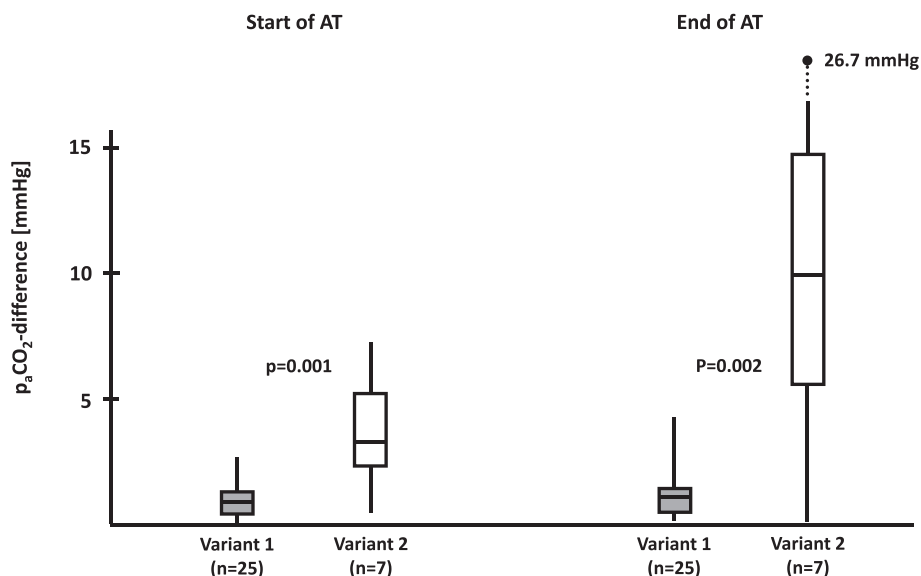 Start of AT
End of AT
26.7 mmHg
15
10
5
pₐCO₂-difference [mmHg]
p=0.001
P=0.002
Variant 1
(n=25)
Variant 2
(n=7)
Variant 1
(n=25)
Variant 2
(n=7)